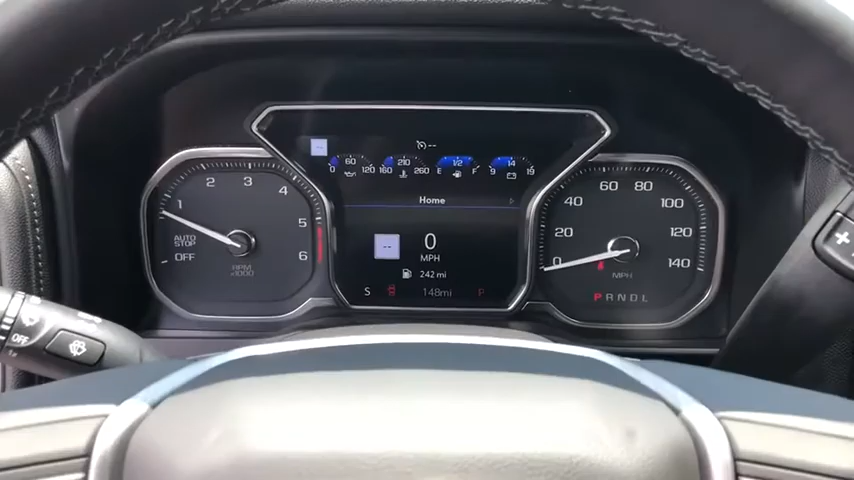 --
--
0 60 120
160 210 260
E 1/2 F
9 14 19
Home
1 2 3 4 5 6
AUTO
STOP
OFF
RPM
x1000
0
MPH
--
242 mi
S
148mi
P
0 20 40 60 80 100 120 140
MPH
PRNDL
OFF
+